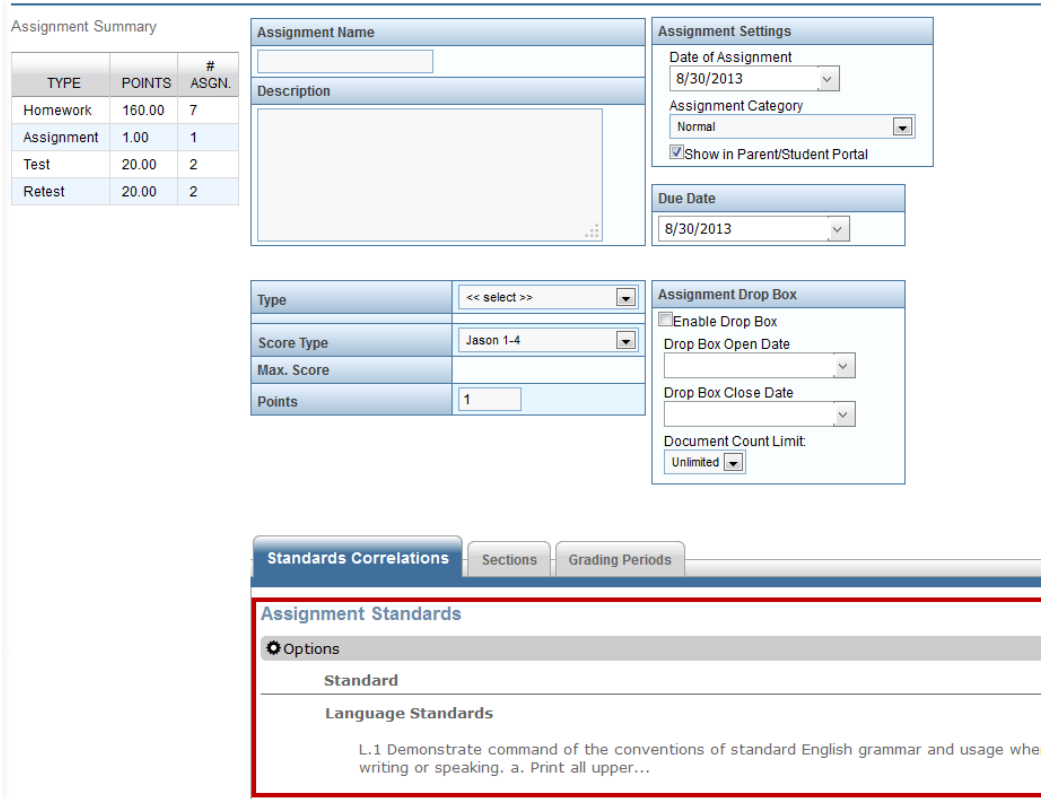 Assignment Summary
#
TYPE POINTS ASGN.
Homework 160.00 7
Assignment 1.00 1
Test 20.00 2
Retest 20.00 2
Assignment Name
Description
Assignment Settings
Date of Assignment
8/30/2013
Assignment Category
Normal
Show in Parent/Student Portal
Due Date
8/30/2013
Type << select >>
Score Type Jason 1-4
Max. Score
Points 1
Assignment Drop Box
Enable Drop Box
Drop Box Open Date
Drop Box Close Date
Document Count Limit:
Unlimited
Standards Correlations Sections Grading Periods
Assignment Standards
Options
Standard
Language Standards
L.1 Demonstrate command of the conventions of standard English grammar and usage whe
writing or speaking. a. Print all upper...